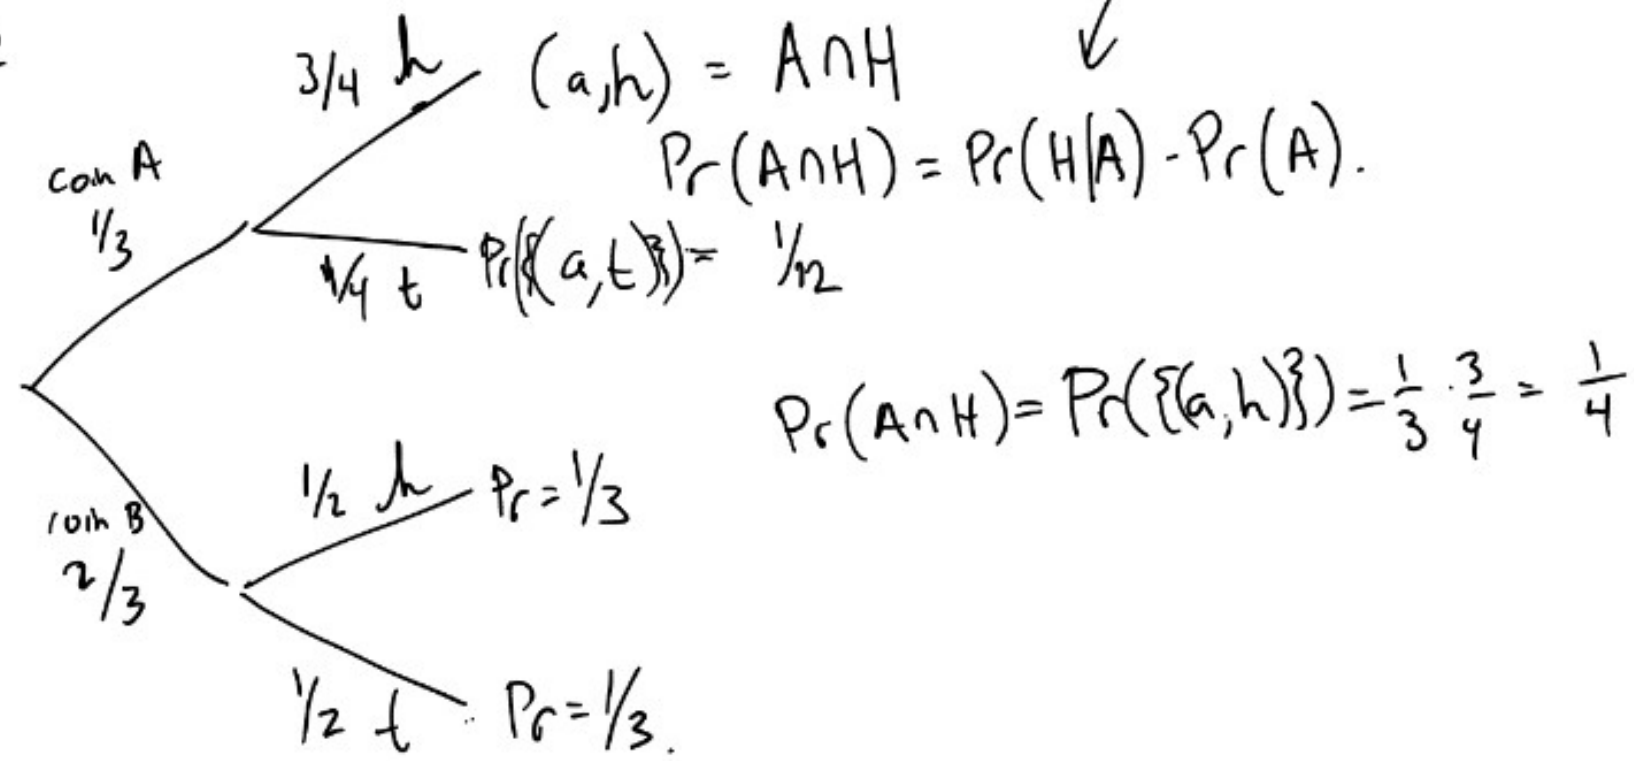 3/4 h (a,h) = A∩H
Pr(A∩H) = Pr(H|A) · Pr(A).
coin A
1/3
1/4 t Pr({(a,t)}) = 1/12
Pr(A∩H) = Pr({(a,h)}) = 1/3 · 3/4 = 1/4
1/2 h Pr = 1/3
coin B
2/3
1/2 t Pr = 1/3.